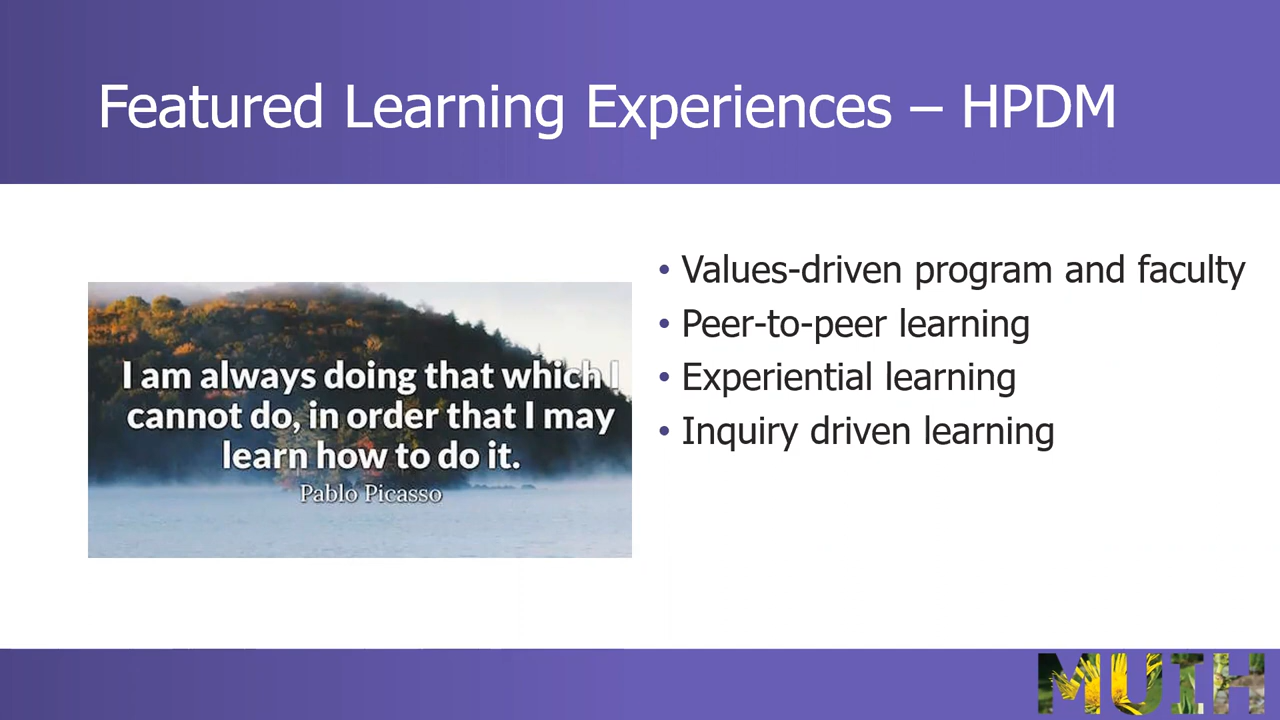 Featured Learning Experiences – HPDM
I am always doing that which I
cannot do, in order that I may
learn how to do it.
Pablo Picasso
• Values-driven program and faculty
• Peer-to-peer learning
• Experiential learning
• Inquiry driven learning
MUIH